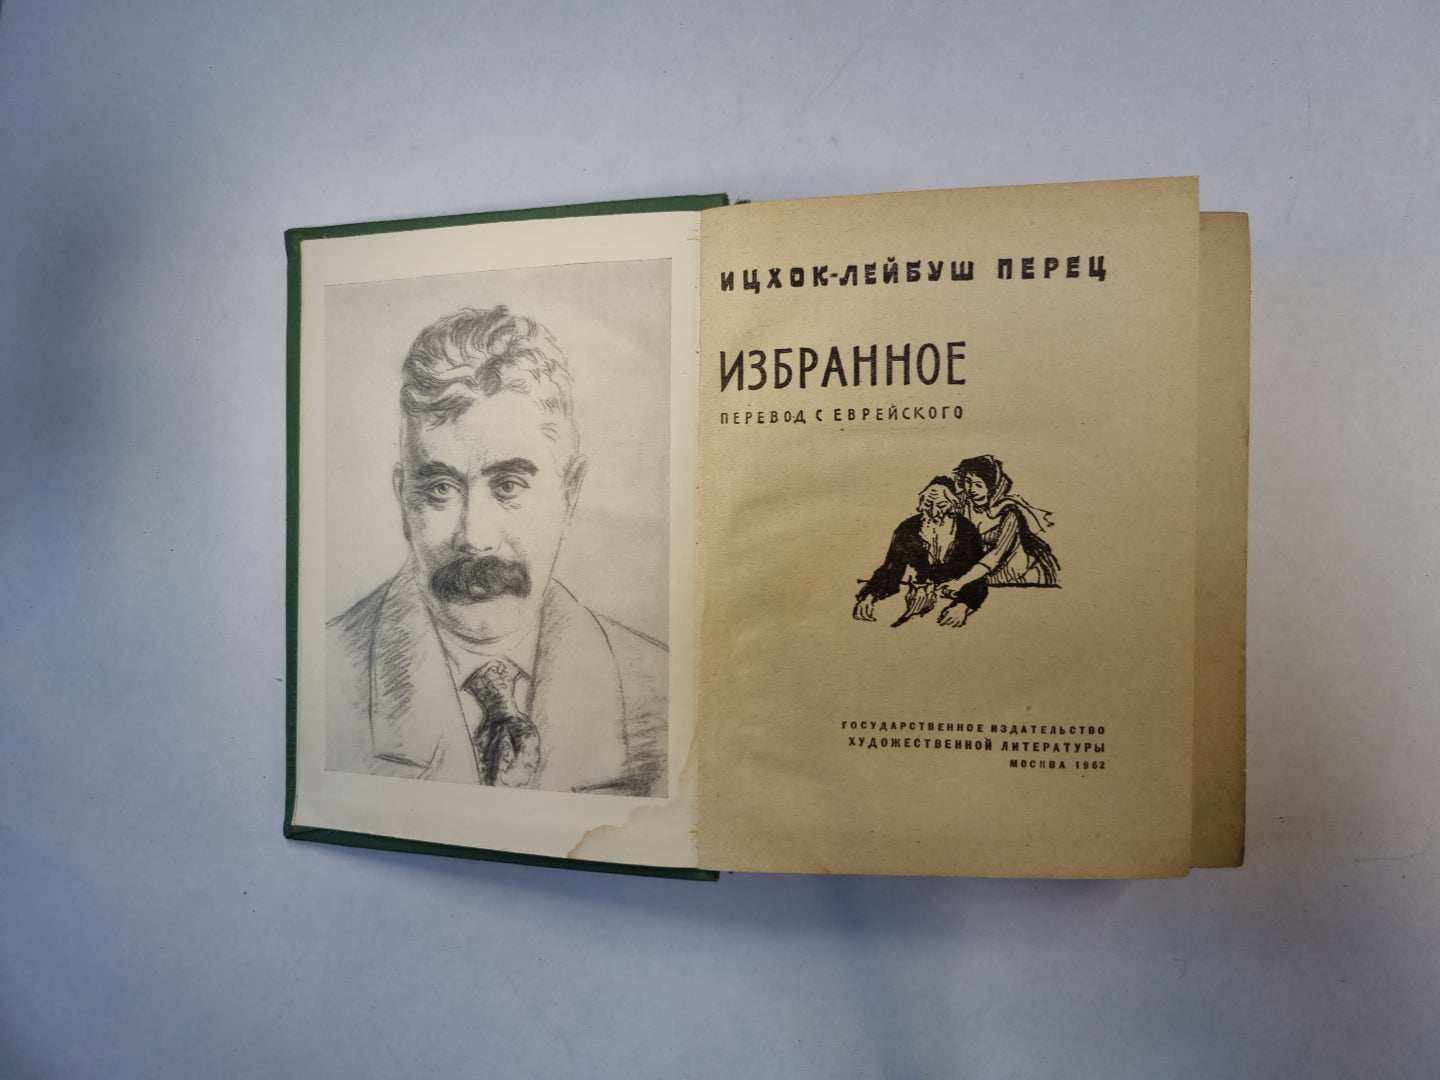 ИЦХОК-ЛЕЙБУШ ПЕРЕЦ
ИЗБРАННОЕ
ПЕРЕВОД С ЕВРЕЙСКОГО
ГОСУДАРСТВЕННОЕ ИЗДАТЕЛЬСТВО
ХУДОЖЕСТВЕННОЙ ЛИТЕРАТУРЫ
МОСКВА 1962